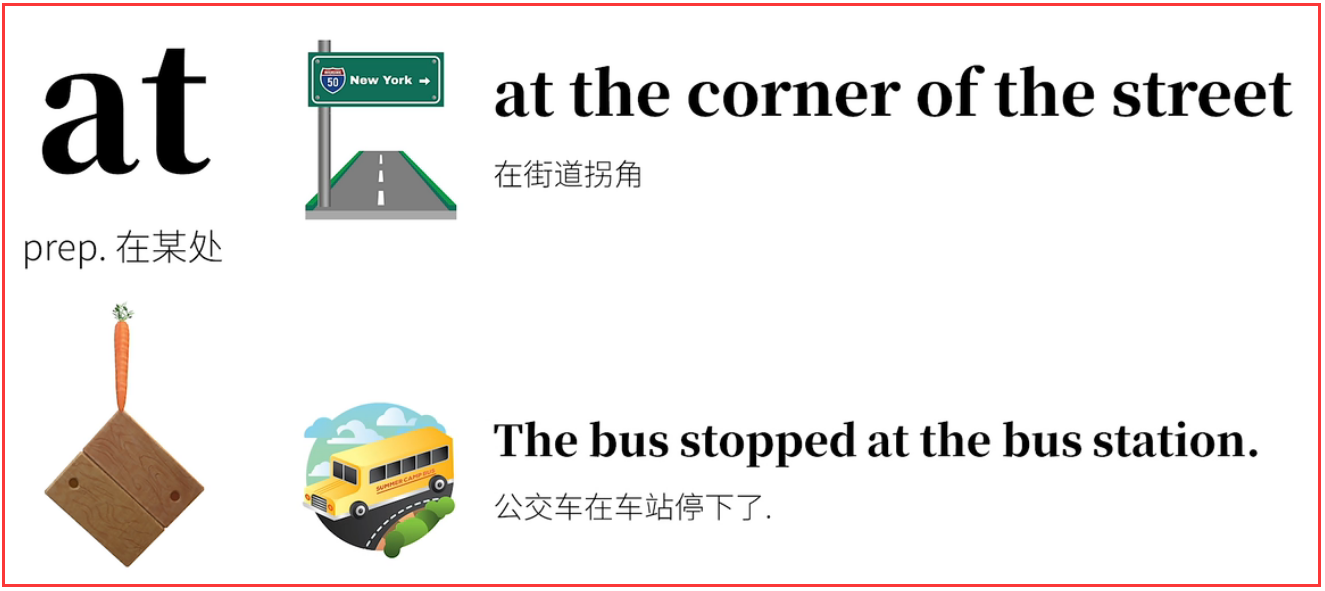 at
prep. 在某处
50
New York →
at the corner of the street
在街道拐角
SUMMER CAMP BUS
The bus stopped at the bus station.
公交车在车站停下了.